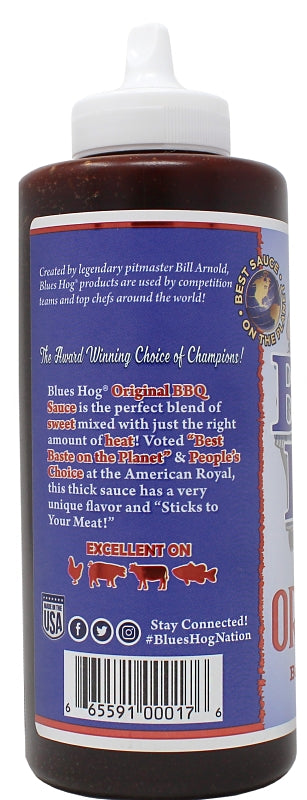 Created by legendary pitmaster Bill Arnold,
Blues Hog® products are used by competition
teams and top chefs around the world!
BEST SAUCE
ON THE PLANET
The Award Winning Choice of Champions!
Blues Hog® Original BBQ
Sauce is the perfect blend of
sweet mixed with just the right
amount of heat! Voted "Best
Baste on the Planet" & People's
Choice at the American Royal,
this thick sauce has a very
unique flavor and "Sticks to
Your Meat!"
EXCELLENT ON
MADE IN THE
USA
Stay Connected!
#BluesHogNation
6 65591 00017 6